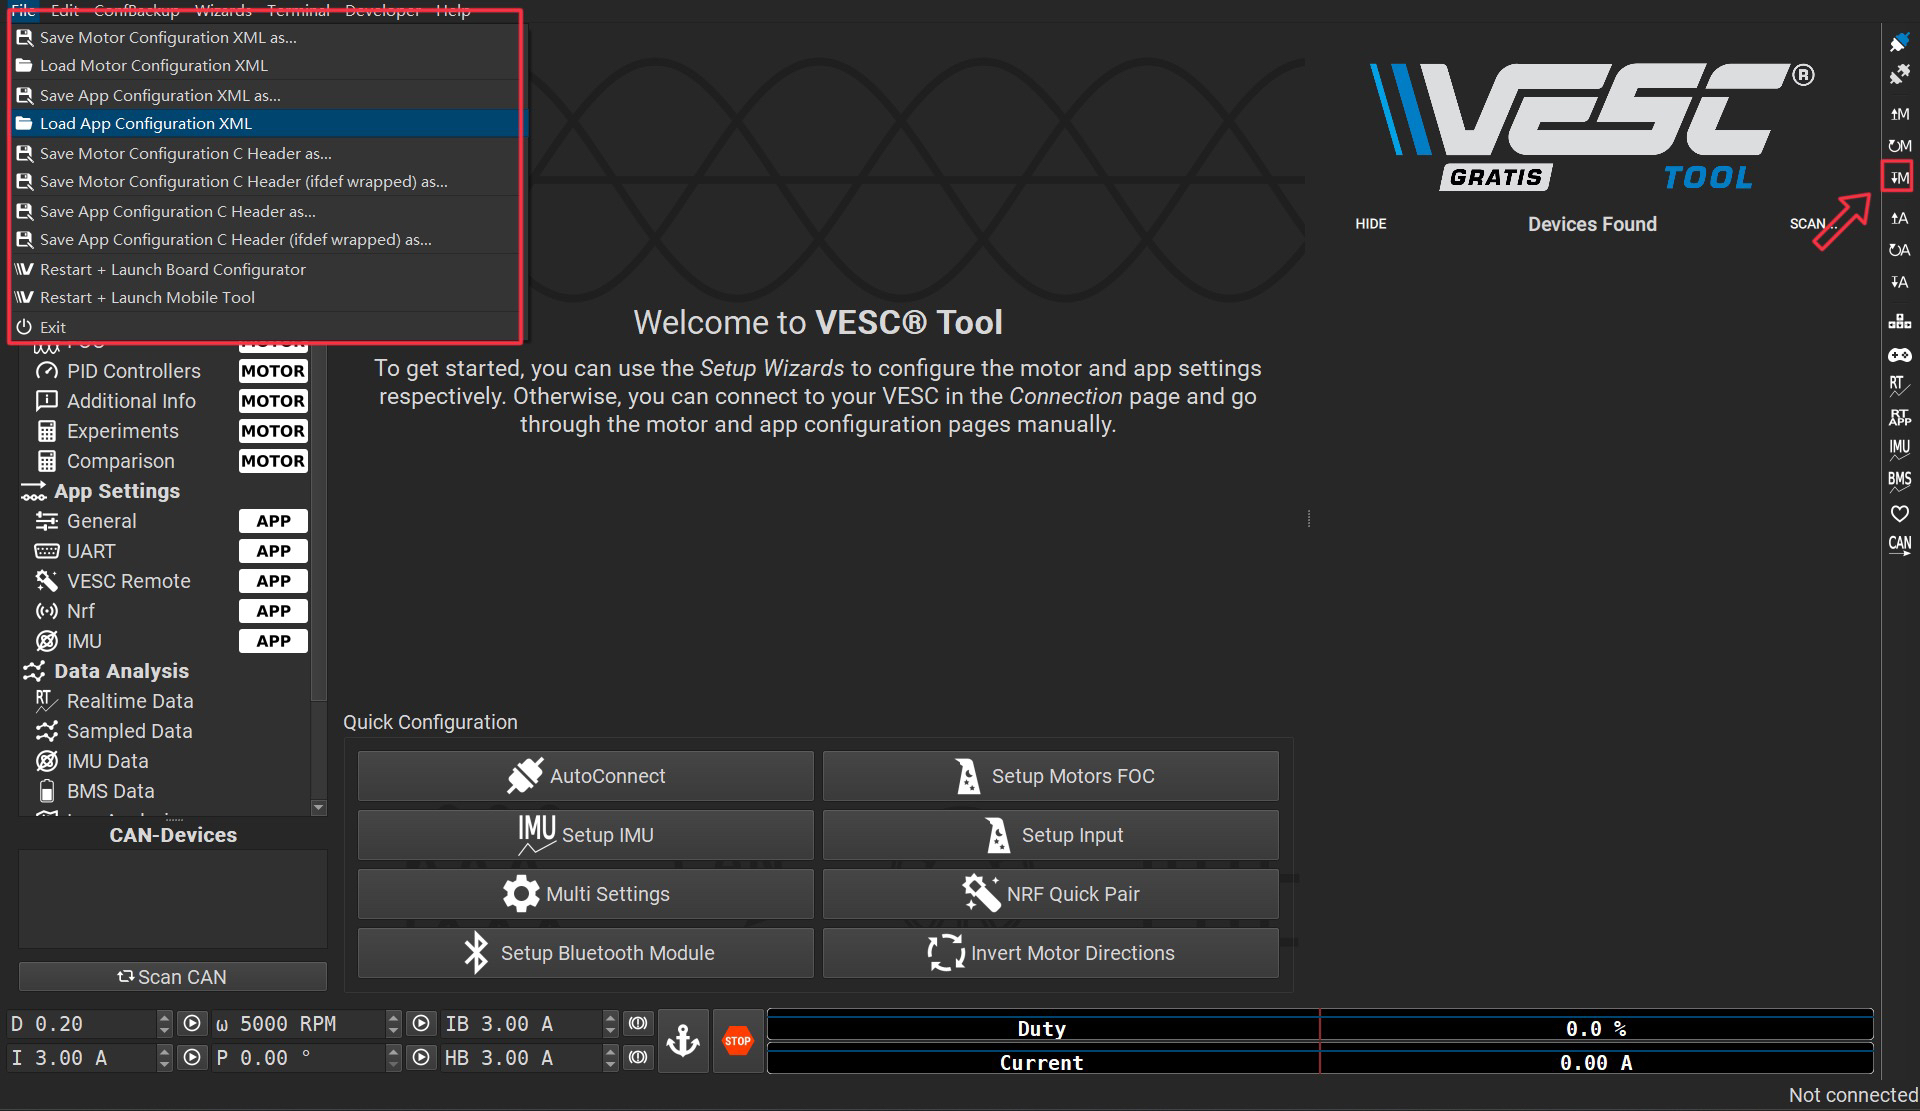 File Edit ConfBackup Wizards Terminal Developer Help
Save Motor Configuration XML as...
Load Motor Configuration XML
Save App Configuration XML as...
Load App Configuration XML
Save Motor Configuration C Header as...
Save Motor Configuration C Header (ifdef wrapped) as...
Save App Configuration C Header as...
Save App Configuration C Header (ifdef wrapped) as...
Restart + Launch Board Configurator
Restart + Launch Mobile Tool
Exit
FOC MOTOR
PID Controllers MOTOR
Additional Info MOTOR
Experiments MOTOR
Comparison MOTOR
App Settings
General APP
UART APP
VESC Remote APP
Nrf APP
IMU APP
Data Analysis
RT Realtime Data
Sampled Data
IMU Data
BMS Data
CAN-Devices
Scan CAN
Welcome to VESC® Tool
To get started, you can use the Setup Wizards to configure the motor and app settings
respectively. Otherwise, you can connect to your VESC in the Connection page and go
through the motor and app configuration pages manually.
Quick Configuration
AutoConnect
Setup Motors FOC
IMU Setup IMU
Setup Input
Multi Settings
NRF Quick Pair
Setup Bluetooth Module
Invert Motor Directions
VESC®
GRATIS TOOL
HIDE Devices Found SCAN...
M
M
M
A
A
A
RT
RT
APP
IMU
BMS
CAN
D 0.20 ω 5000 RPM IB 3.00 A
I 3.00 A P 0.00 ° HB 3.00 A
STOP
Duty 0.0 %
Current 0.00 A
Not connected